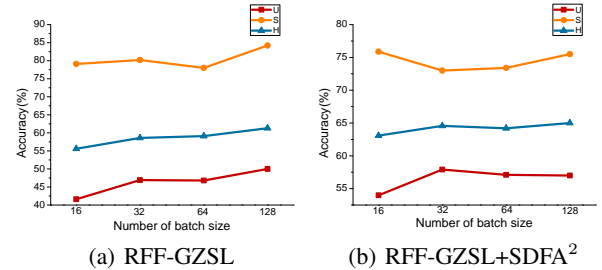 U
S
H
90
85
80
75
70
65
60
55
50
45
40
Accuracy(%)
16 32 64 128
Number of batch size
(a) RFF-GZSL
U
S
H
80
75
70
65
60
55
Accuracy(%)
16 32 64 128
Number of batch size
(b) RFF-GZSL+SDFA²